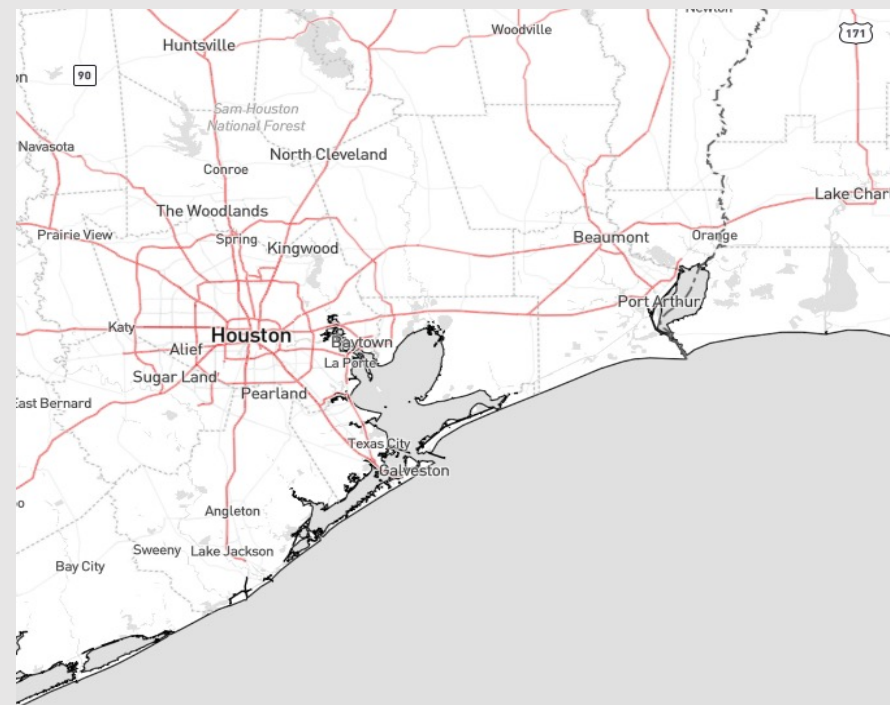 Newton
Huntsville
Woodville
171
on
90
Sam Houston
National Forest
Navasota
North Cleveland
Conroe
Lake Char
The Woodlands
Prairie View
Spring
Kingwood
Beaumont
Orange
Port Arthur
Katy
Houston
Baytown
Alief
La Porte
Sugar Land
Pearland
East Bernard
Texas City
Galveston
oo
Angleton
Sweeny
Lake Jackson
Bay City